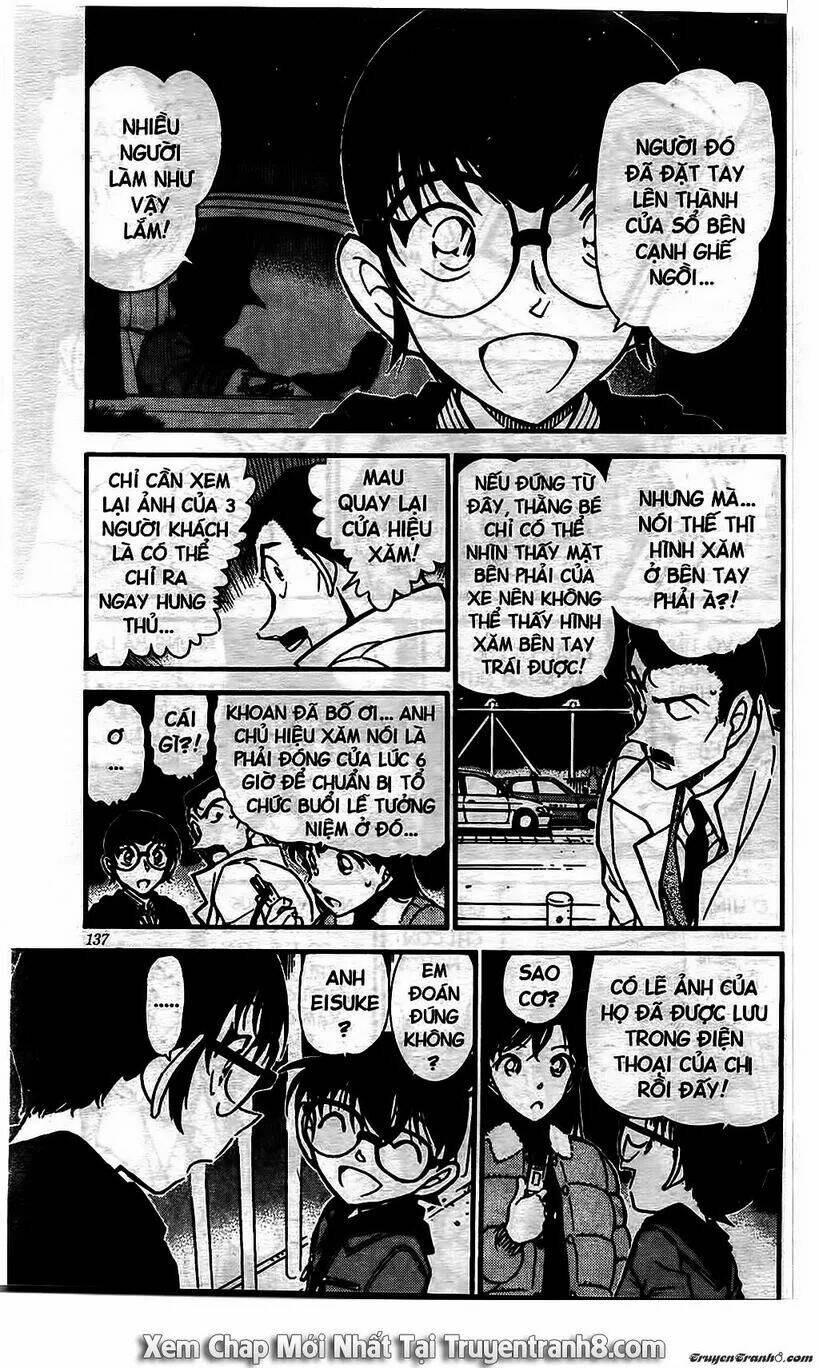 NGƯỜI ĐÓ
ĐÃ ĐẶT TAY
LÊN THÀNH
CỬA SỔ BÊN
CẠNH GHẾ
NGỒI...
NHIỀU
NGƯỜI
LÀM NHƯ
VẬY
LẮM!
NHƯNG MÀ...
NÓI THẾ THÌ
HÌNH XĂM
Ở BÊN TAY
PHẢI À?!
NẾU ĐỨNG TỪ
ĐÂY, THẰNG BÉ
CHỈ CÓ THỂ
NHÌN THẤY MẶT
BÊN PHẢI CỦA
XE NÊN KHÔNG
THỂ THẤY HÌNH
XĂM BÊN TAY
TRÁI ĐƯỢC!
MAU
QUAY LẠI
CỬA HIỆU
XĂM!
CHỈ CẦN XEM
LẠI ẢNH CỦA 3
NGƯỜI KHÁCH
LÀ CÓ THỂ
CHỈ RA
NGAY HUNG
THỦ...
KHOAN ĐÃ BỐ ƠI... ANH
CHỦ HIỆU XĂM NÓI LÀ
PHẢI ĐÓNG CỬA LÚC 6
GIỜ ĐỂ CHUẨN BỊ TỔ
CHỨC BUỔI LỄ TƯỞNG
NIỆM Ở ĐÓ...
CÁI
GÌ?!
Ơ
...
137
CÓ LẼ ẢNH CỦA
HỌ ĐÃ ĐƯỢC LƯU
TRONG ĐIỆN
THOẠI CỦA CHỊ
RỒI ĐẤY!
SAO
CƠ?
EM
ĐOÁN
ĐỨNG
KHÔNG
?
ANH
EISUKE
?
......
Xem Chap Mới Nhất Tại Truyentranh8.com
TruyenTranh8.com